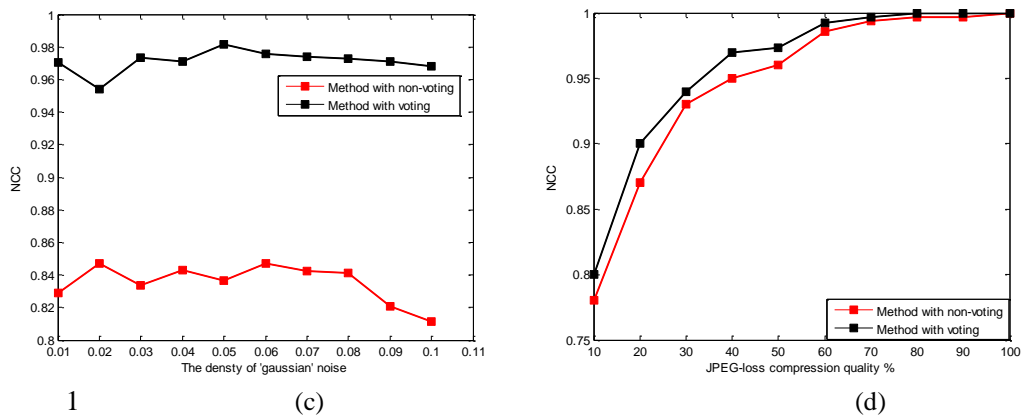 1
0.98
0.96
0.94
0.92
0.9
0.88
0.86
0.84
0.82
0.8
NCC
Method with non-voting
Method with voting
0.01 0.02 0.03 0.04 0.05 0.06 0.07 0.08 0.09 0.1 0.11
The densty of 'gaussian' noise
1
0.95
0.9
0.85
0.8
0.75
NCC
Method with non-voting
Method with voting
10 20 30 40 50 60 70 80 90 100
JPEG-loss compression quality %
1 (c) (d)